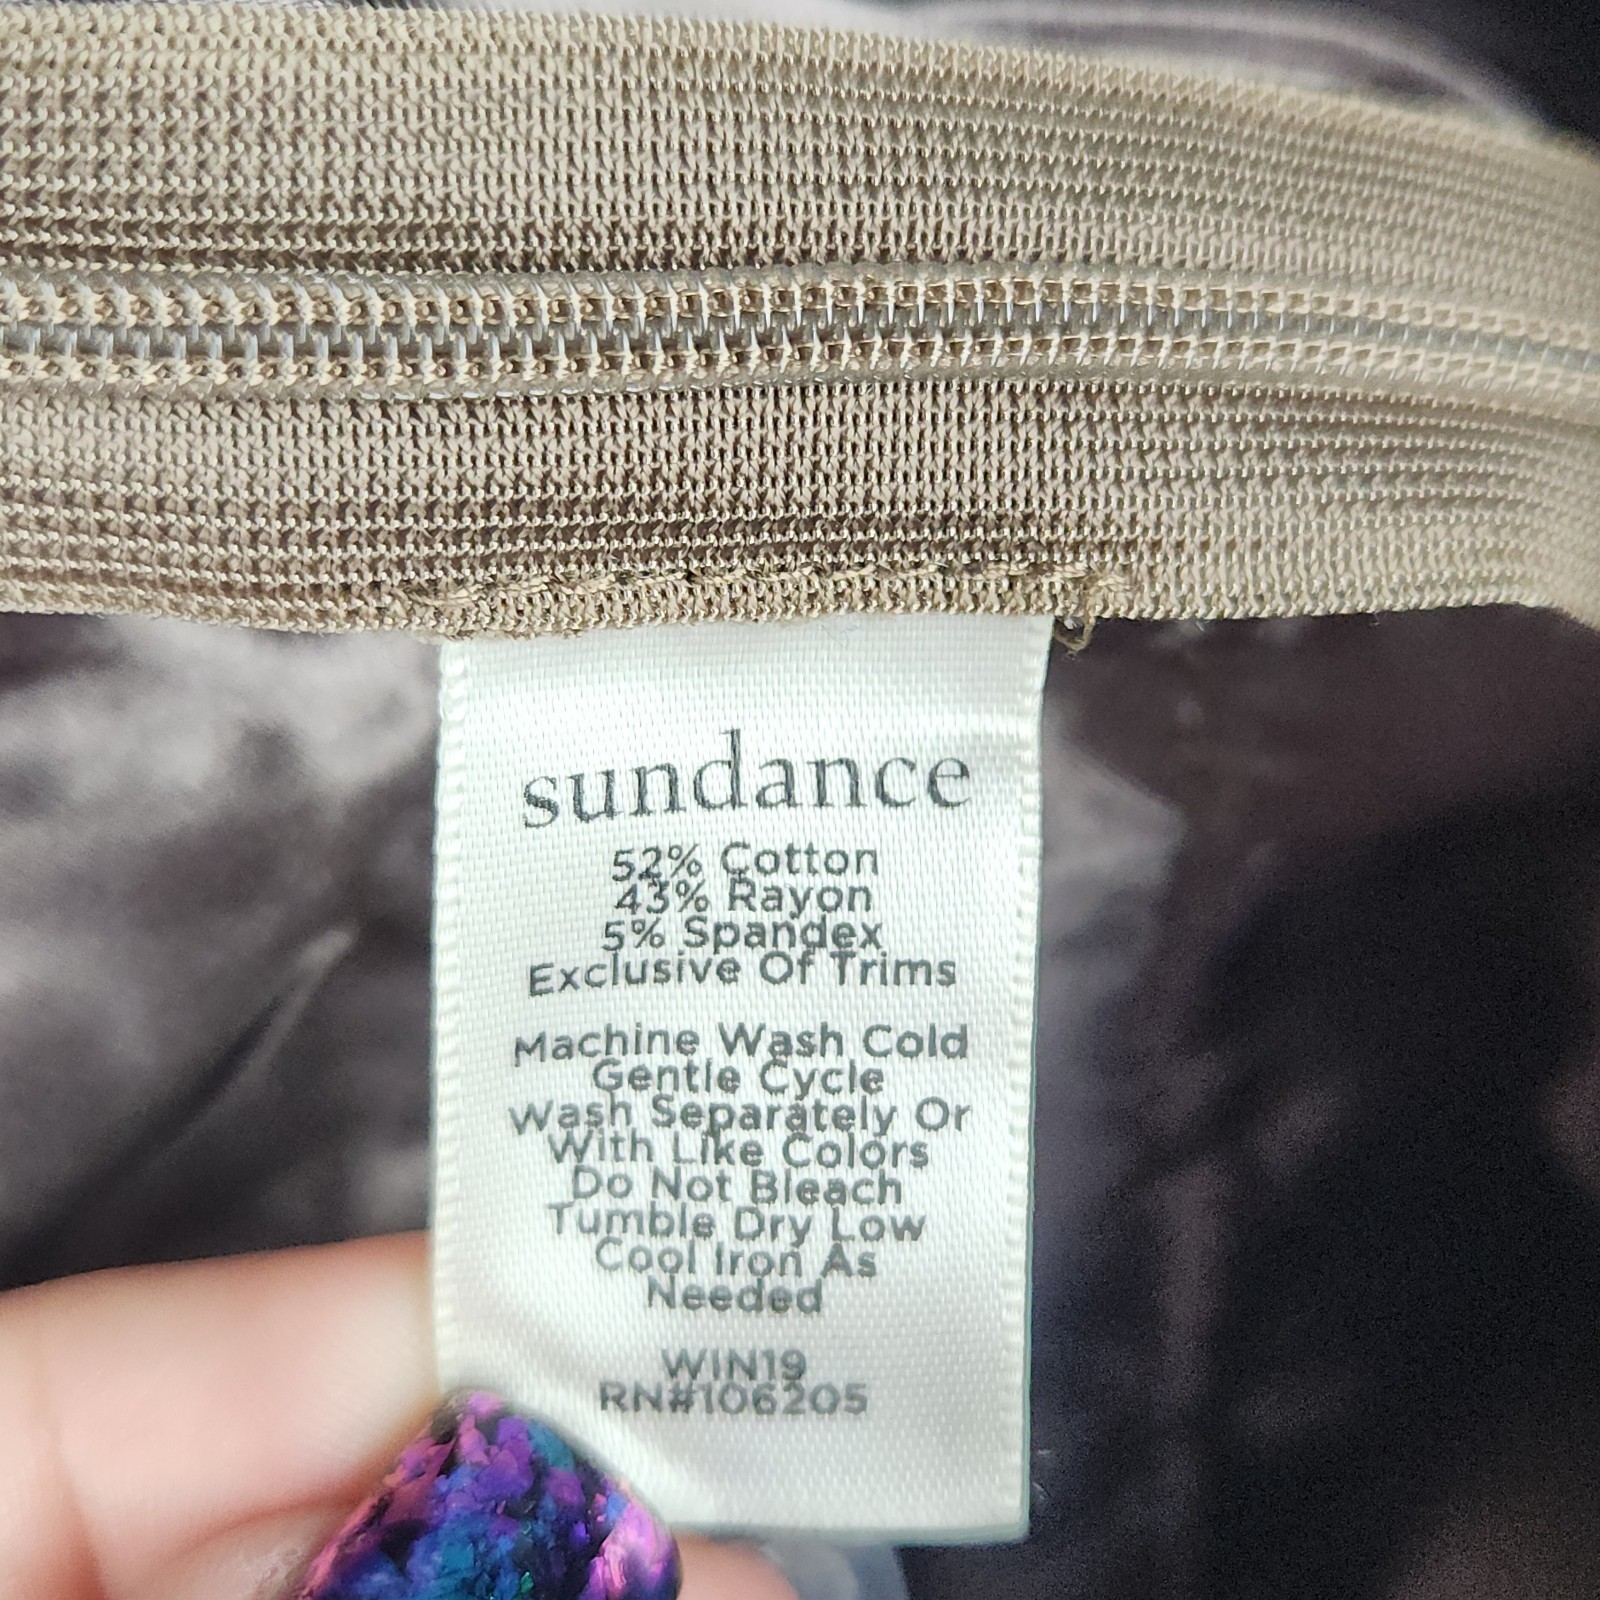 sundance
52% Cotton
43% Rayon
5% Spandex
Exclusive Of Trims
Machine Wash Cold
Gentle Cycle
Wash Separately Or
With Like Colors
Do Not Bleach
Tumble Dry Low
Cool Iron As
Needed
WIN19
RN#106205